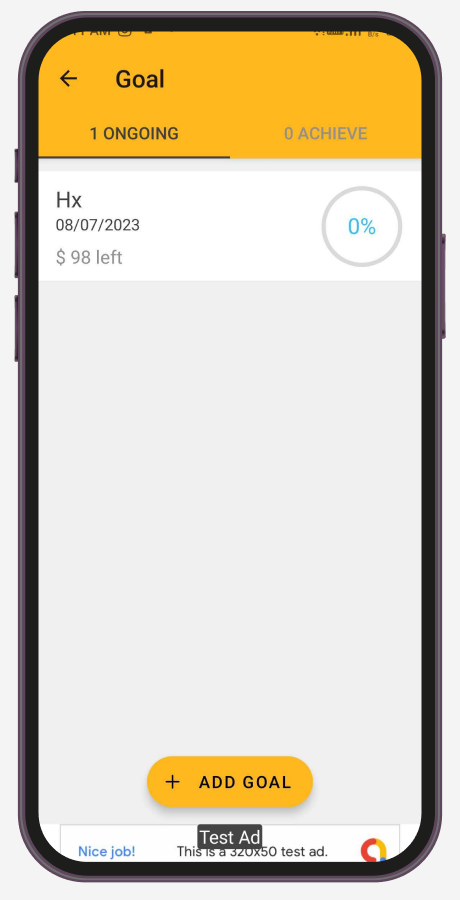 Goal
1 ONGOING
0 ACHIEVE
Hx
08/07/2023
$ 98 left
0%
+ ADD GOAL
Test Ad
Nice job!
This is a 320x50 test ad.